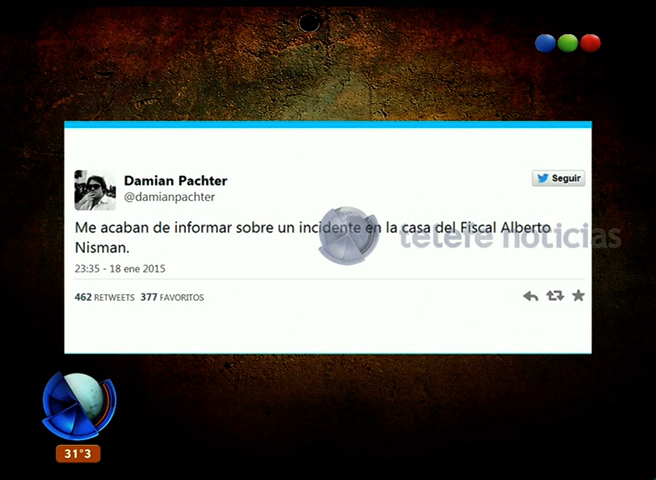 Damian Pachter
@damianpachter
Seguir
Me acaban de informar sobre un incidente en la casa del Fiscal Alberto
Nisman.
telefe noticias
23:35 - 18 ene 2015
462 RETWEETS 377 FAVORITOS
31°3